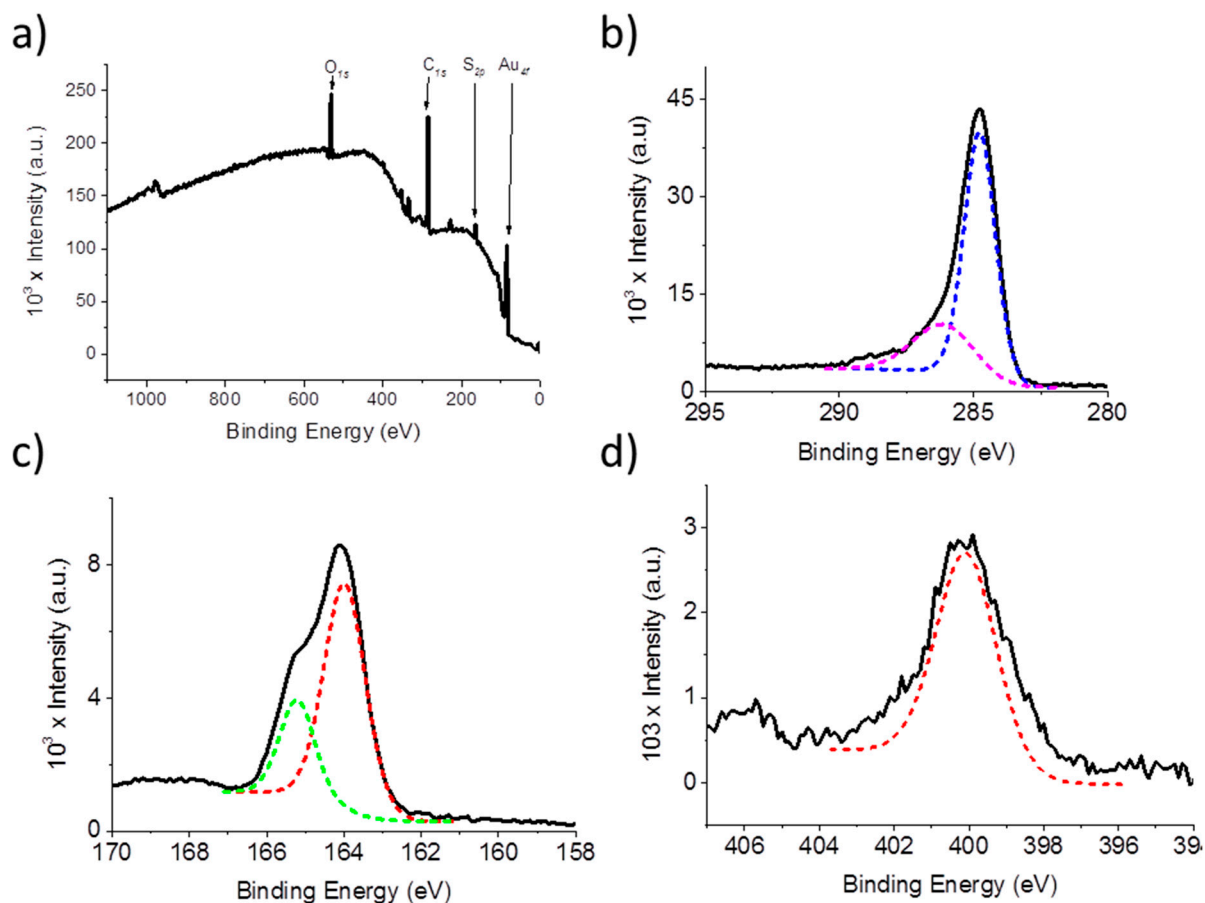 a)
O1s C1s S2p Au4f
250
200
150
100
50
0
1000 800 600 400 200 0
10³ x Intensity (a.u.)
Binding Energy (eV)
b)
45
30
15
0
295 290 285 280
10³ x Intensity (a.u)
Binding Energy (eV)
c)
8
4
0
170 168 166 164 162 160 158
10³ x Intensity (a.u.)
Binding Energy (eV)
d)
3
2
1
0
406 404 402 400 398 396 39
103 x Intensity (a.u.)
Binding Energy (eV)